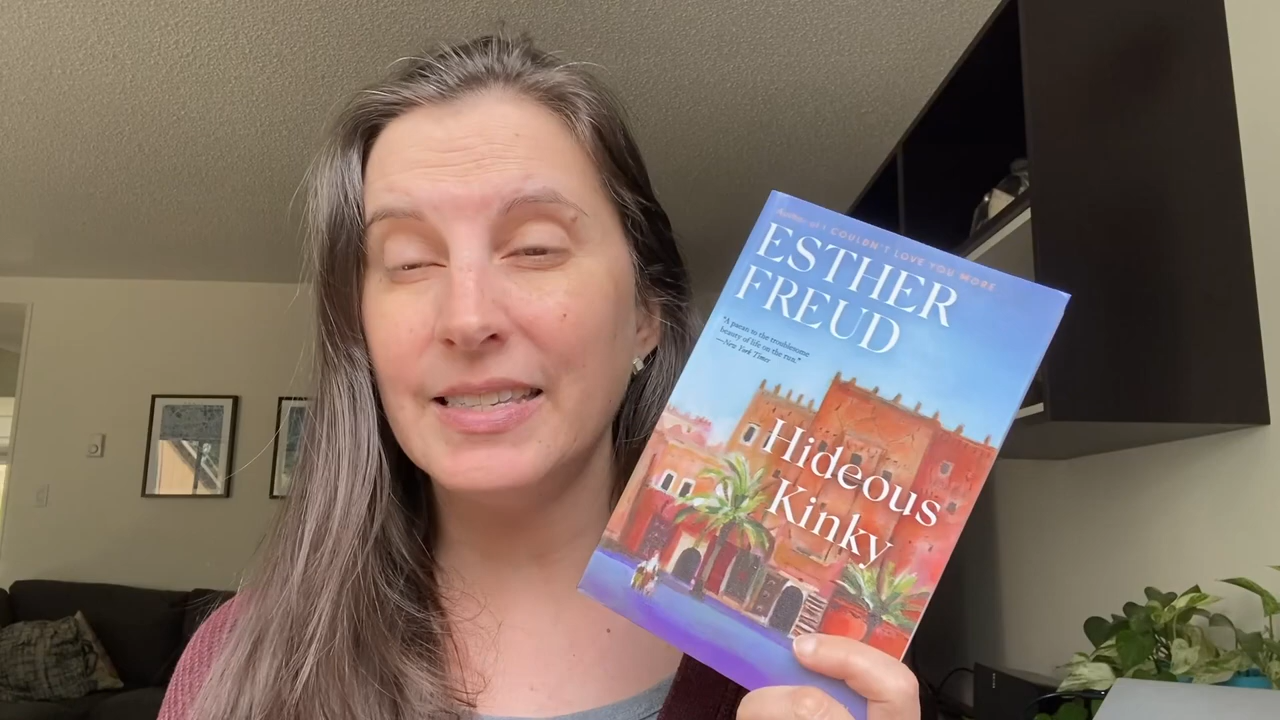 Author of I COULDN'T LOVE YOU MORE
ESTHER
FREUD
"A paean to the troublesome
beauty of life on the run."
—New York Times
Hideous
Kinky